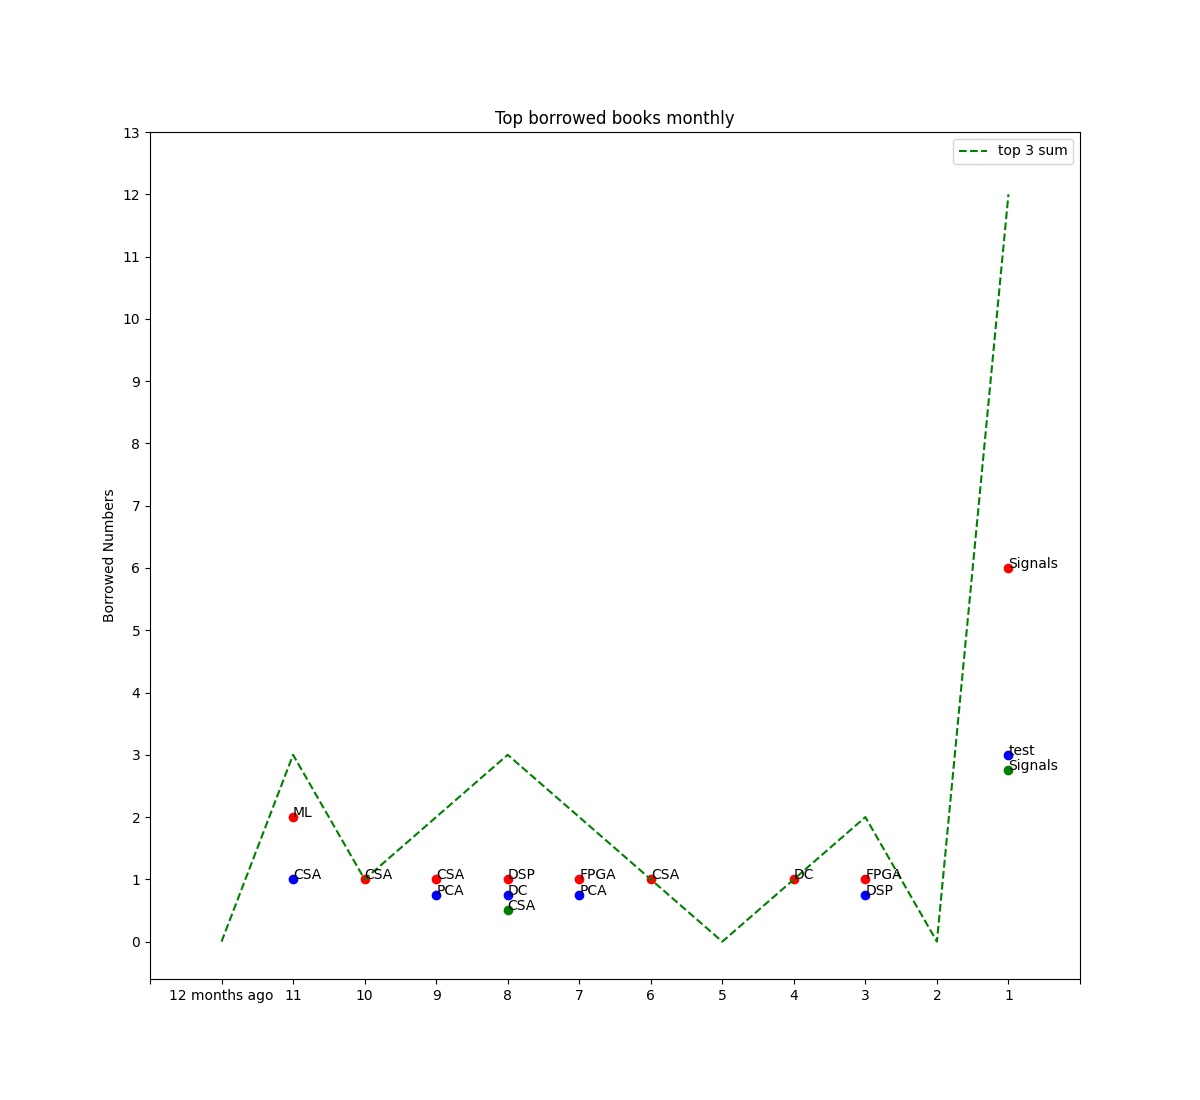 Top borrowed books monthly
top 3 sum
13
12
11
10
9
8
7
6
5
4
3
2
1
0
Borrowed Numbers
Signals
test
Signals
ML
CSA
CSA
CSA
PCA
DSP
DC
CSA
FPGA
PCA
CSA
DC
FPGA
DSP
12 months ago 11 10 9 8 7 6 5 4 3 2 1